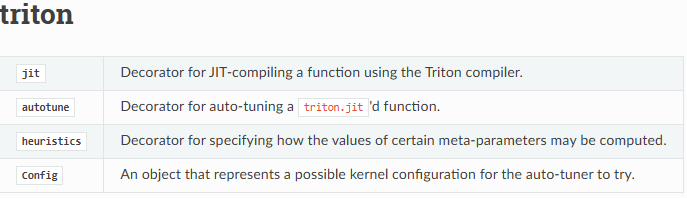 triton
jit Decorator for JIT-compiling a function using the Triton compiler.
autotune Decorator for auto-tuning a triton.jit'd function.
heuristics Decorator for specifying how the values of certain meta-parameters may be computed.
Config An object that represents a possible kernel configuration for the auto-tuner to try.